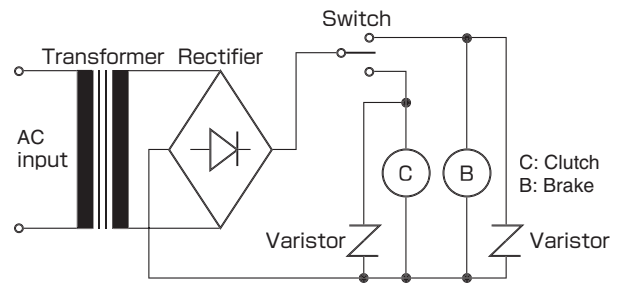 Switch
Transformer Rectifier
AC
input
C
B
C: Clutch
B: Brake
Varistor
Varistor